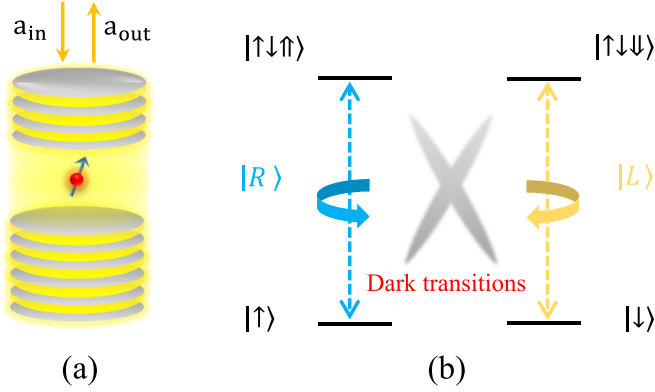 a_in a_out
|↑↓⇑⟩ |↑↓⇓⟩
|R⟩ |L⟩
Dark transitions
|↑⟩ |↓⟩
(a) (b)